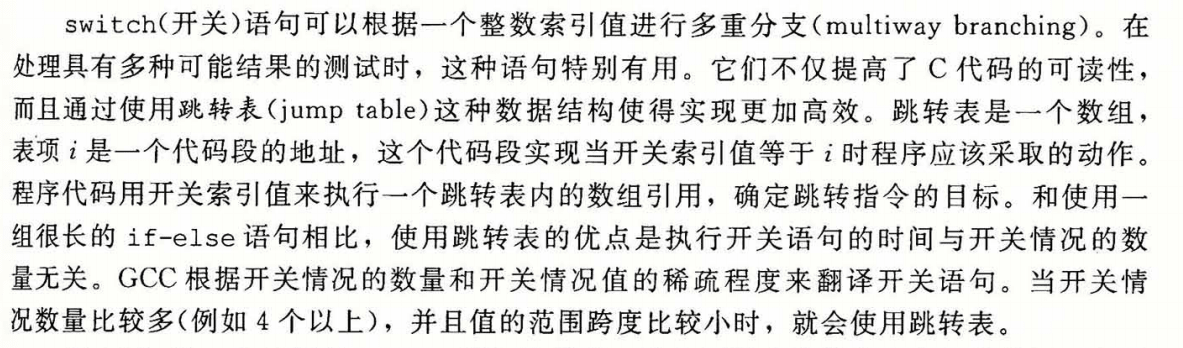 switch(开关)语句可以根据一个整数索引值进行多重分支(multiway branching)。在
处理具有多种可能结果的测试时，这种语句特别有用。它们不仅提高了 C 代码的可读性，
而且通过使用跳转表(jump table)这种数据结构使得实现更加高效。跳转表是一个数组，
表项 i 是一个代码段的地址，这个代码段实现当开关索引值等于 i 时程序应该采取的动作。
程序代码用开关索引值来执行一个跳转表内的数组引用，确定跳转指令的目标。和使用一
组很长的 if-else 语句相比，使用跳转表的优点是执行开关语句的时间与开关情况的数
量无关。GCC 根据开关情况的数量和开关情况值的稀疏程度来翻译开关语句。当开关情
况数量比较多(例如 4 个以上)，并且值的范围跨度比较小时，就会使用跳转表。